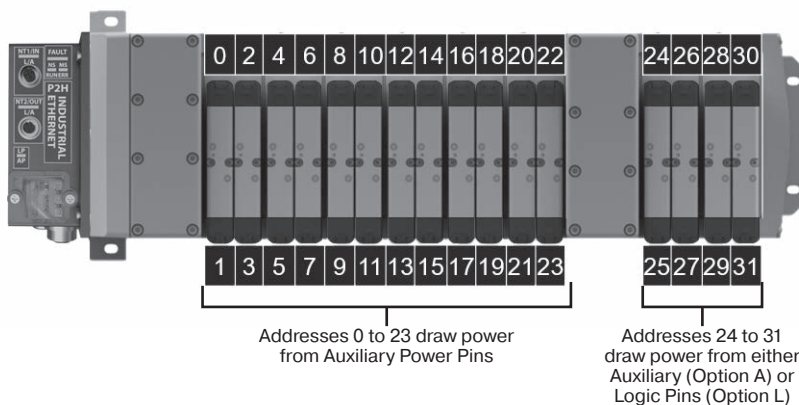 NT1/IN
L/A
FAULT
NS MS
RUN ERR
NT2/OUT
L/A
P2H
INDUSTRIAL
ETHERNET
0 2 4 6 8 10 12 14 16 18 20 22 24 26 28 30
1 3 5 7 9 11 13 15 17 19 21 23 25 27 29 31
Addresses 0 to 23 draw power
from Auxiliary Power Pins
Addresses 24 to 31
draw power from either
Auxiliary (Option A) or
Logic Pins (Option L)